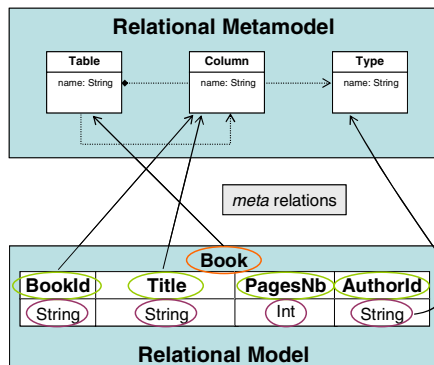 Relational Metamodel
Table Column Type
name: String name: String name: String
meta relations
Book
BookId Title PagesNb AuthorId
String String Int String
Relational Model